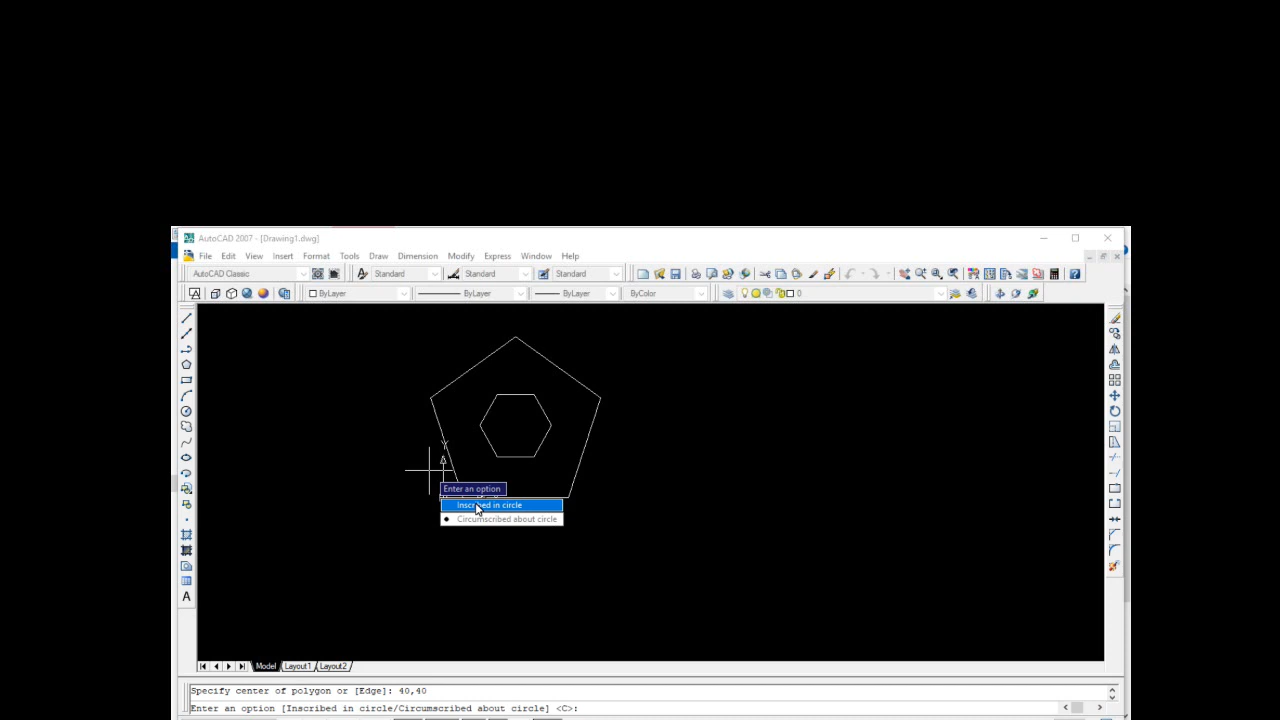 AutoCAD 2007 - [Drawing1.dwg]
File Edit View Insert Format Tools Draw Dimension Modify Express Window Help
AutoCAD Classic Standard Standard Standard
ByLayer ByLayer ByLayer ByColor 0
Y
Enter an option
Inscribed in circle
Circumscribed about circle
A
Model Layout1 Layout2
Specify center of polygon or [Edge]: 40,40
Enter an option [Inscribed in circle/Circumscribed about circle] <C>: